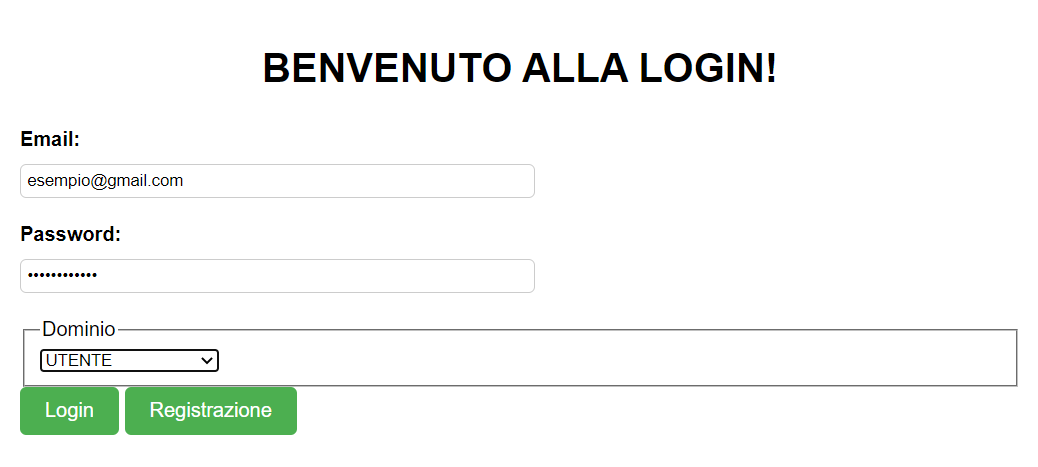 BENVENUTO ALLA LOGIN!
Email:
esempio@gmail.com
Password:
••••••••••••
Dominio
UTENTE
Login Registrazione